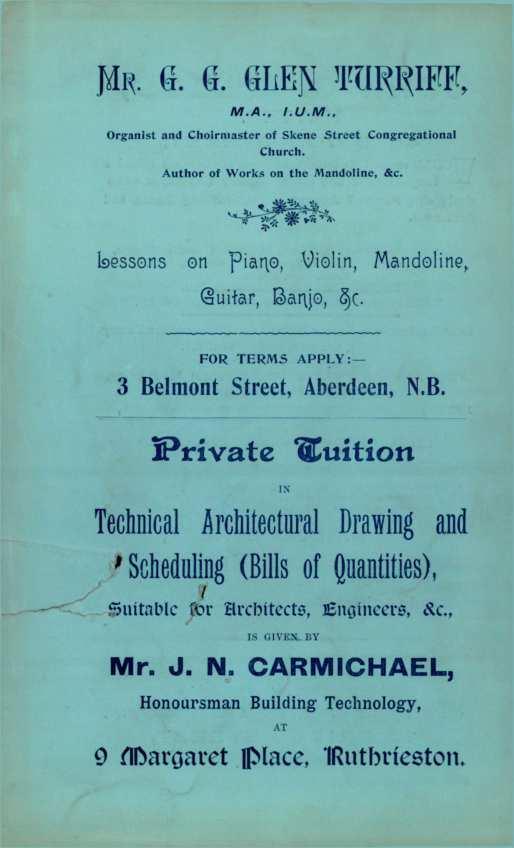 Mr. G. G. GLEN TURRIFF,
M.A., I.U.M.,
Organist and Choirmaster of Skene Street Congregational
Church.
Author of Works on the Mandoline, &c.
Lessons on Piano, Violin, Mandoline,
Guitar, Banjo, &c.
FOR TERMS APPLY:—
3 Belmont Street, Aberdeen, N.B.
Private Tuition
IN
Technical Architectural Drawing and
Scheduling (Bills of Quantities),
Suitable for Architects, Engineers, &c.,
IS GIVEN BY
Mr. J. N. CARMICHAEL,
Honoursman Building Technology,
AT
9 Margaret Place, Ruthrieston.